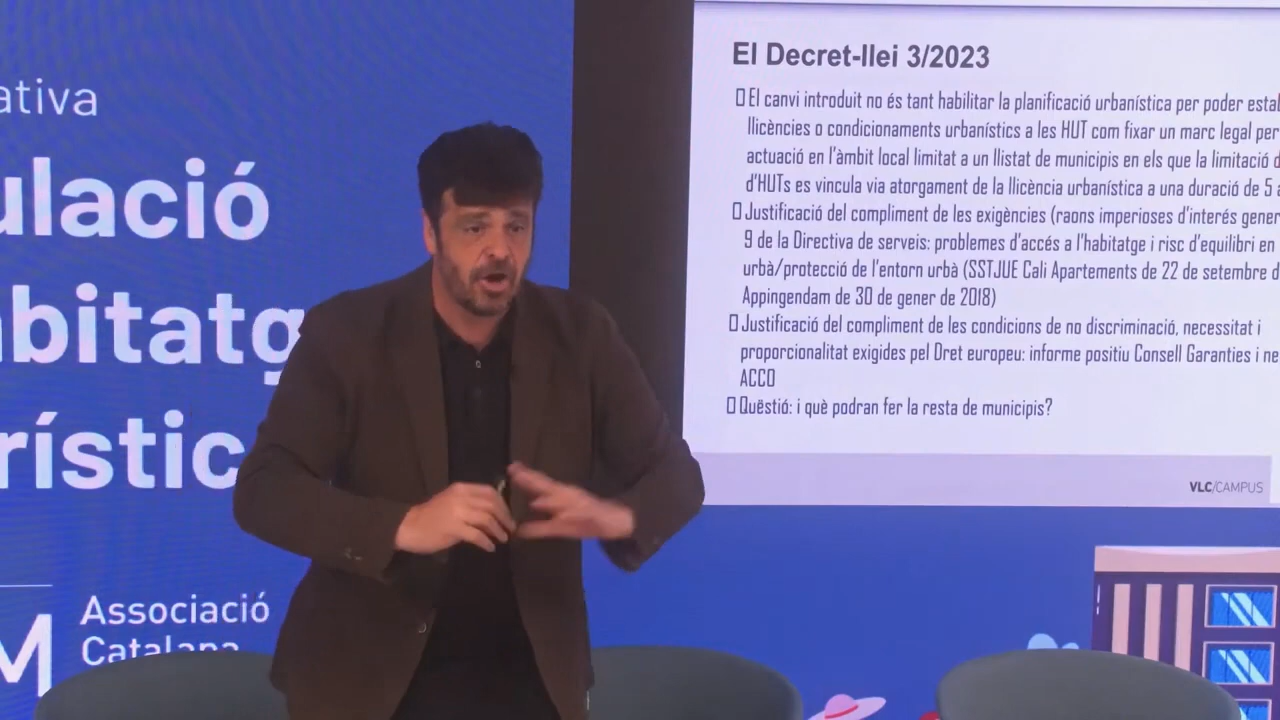 ativa
ulació
abitatg
rístic
M
Associació
Catalana
El Decret-llei 3/2023
El canvi introduit no és tant habilitar la planificació urbanística per poder estab
llicències o condicionaments urbanístics a les HUT com fixar un marc legal per
actuació en l'àmbit local limitat a un llistat de municipis en els que la limitació d
d'HUTs es vincula via atorgament de la llicència urbanística a una duració de 5 a
Justificació del compliment de les exigències (raons imperioses d'interés gener
9 de la Directiva de serveis: problemes d'accés a l'habitatge i risc d'equilibri en
urbà/protecció de l'entorn urbà (SSTJUE Cali Apartements de 22 de setembre d
Appingendam de 30 de gener de 2018)
Justificació del compliment de les condicions de no discriminació, necessitat i
proporcionalitat exigides pel Dret europeu: informe positiu Consell Garanties i ne
ACCO
Quëstió: i què podran fer la resta de municipis?
VLC/CAMPUS